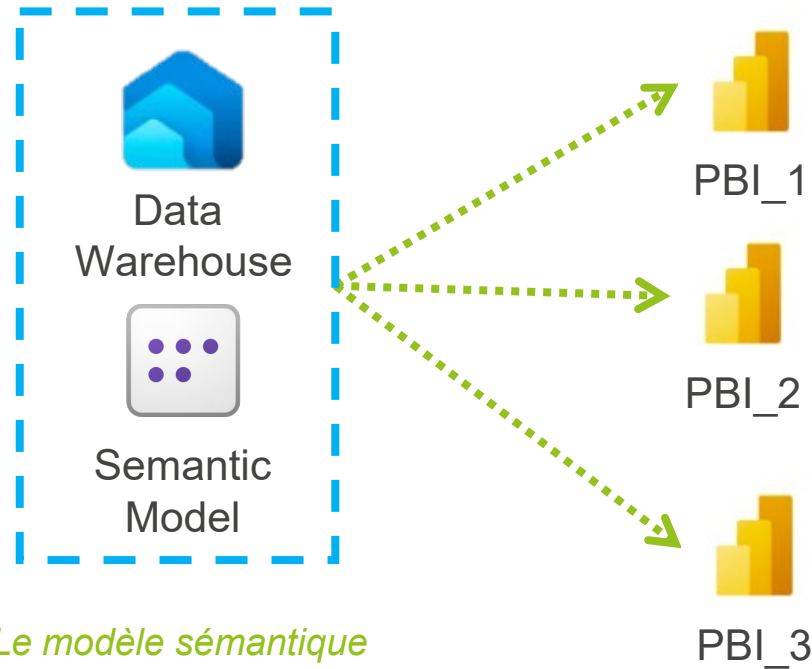 Data
Warehouse
Semantic
Model
PBI_1
PBI_2
PBI_3
Le modèle sémantique